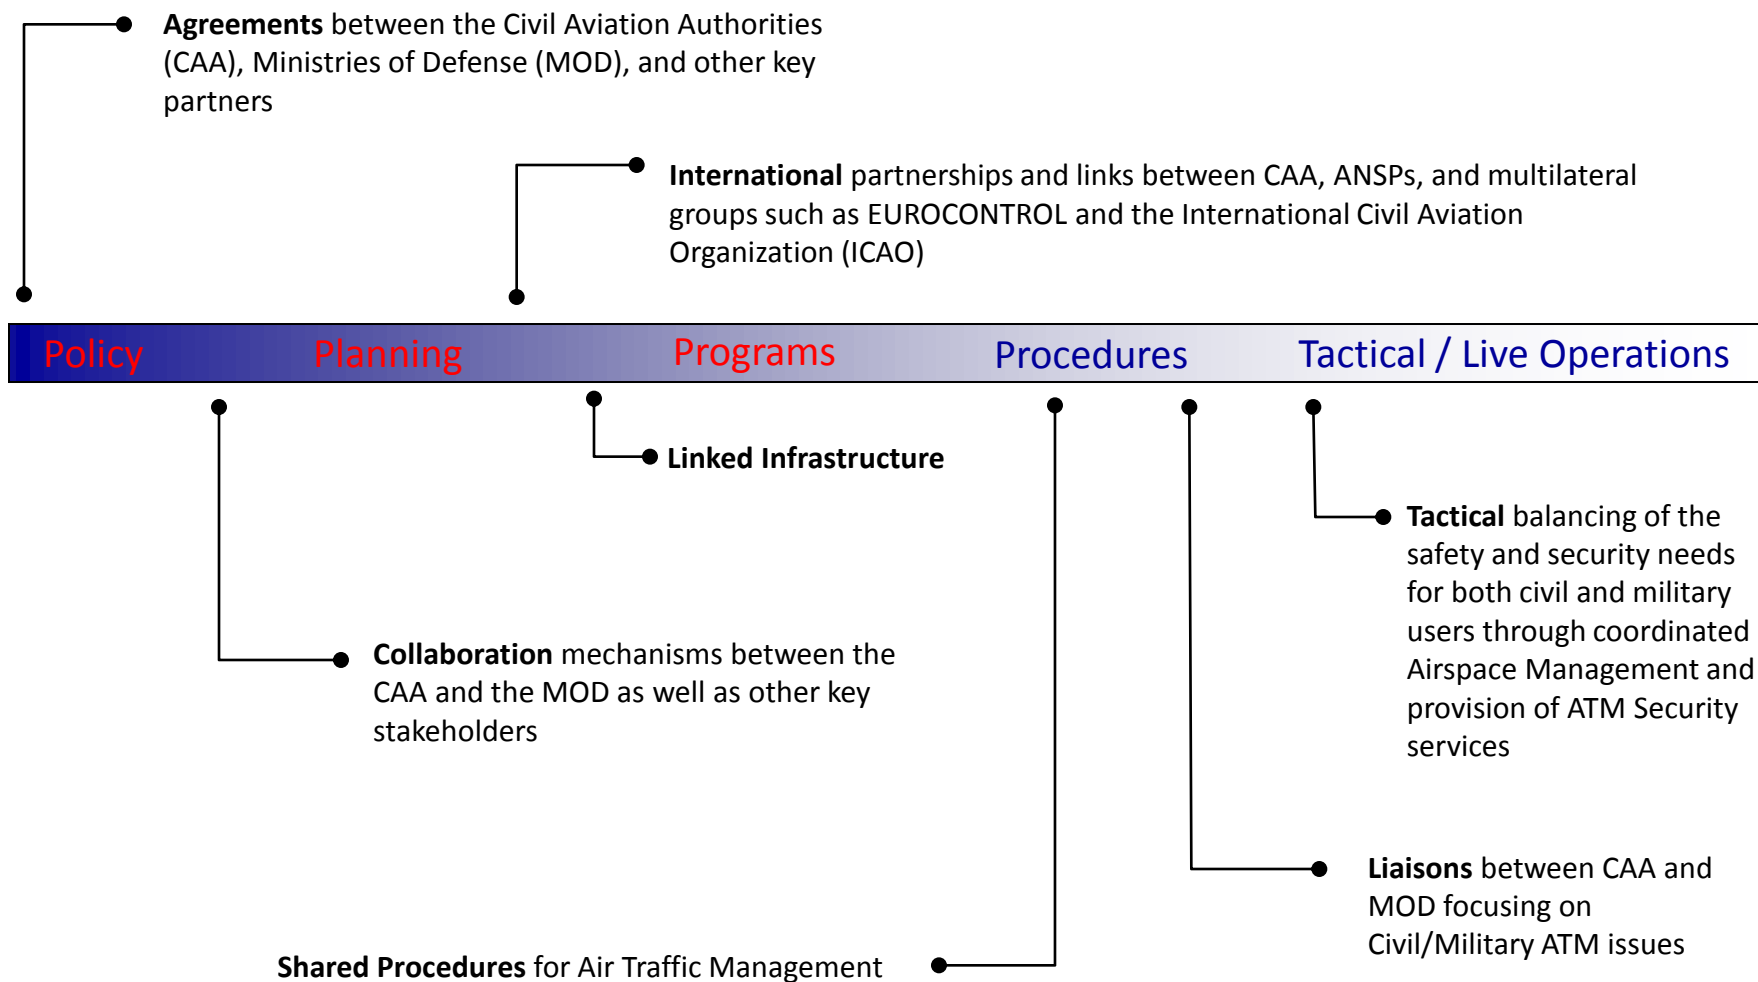 Agreements between the Civil Aviation Authorities
(CAA), Ministries of Defense (MOD), and other key
partners
International partnerships and links between CAA, ANSPs, and multilateral
groups such as EUROCONTROL and the International Civil Aviation
Organization (ICAO)
Policy Planning Programs Procedures Tactical / Live Operations
Linked Infrastructure
Tactical balancing of the
safety and security needs
for both civil and military
users through coordinated
Airspace Management and
provision of ATM Security
services
Collaboration mechanisms between the
CAA and the MOD as well as other key
stakeholders
Liaisons between CAA and
MOD focusing on
Civil/Military ATM issues
Shared Procedures for Air Traffic Management